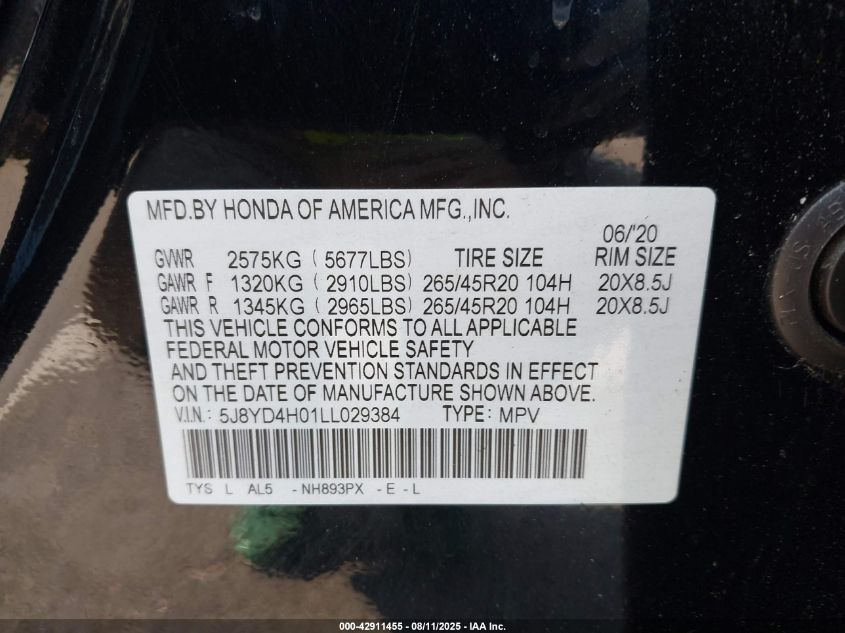 MFD.BY HONDA OF AMERICA MFG.,INC.
06/'20
GVWR 2575KG ( 5677LBS) TIRE SIZE RIM SIZE
GAWR F 1320KG ( 2910LBS) 265/45R20 104H 20X8.5J
GAWR R 1345KG ( 2965LBS) 265/45R20 104H 20X8.5J
THIS VEHICLE CONFORMS TO ALL APPLICABLE
FEDERAL MOTOR VEHICLE SAFETY
AND THEFT PREVENTION STANDARDS IN EFFECT
ON THE DATE OF MANUFACTURE SHOWN ABOVE.
V.I.N.: 5J8YD4H01LL029384 TYPE: MPV
TYS L AL5 -NH893PX -E-L
000-42911455 - 08/11/2025 - IAA Inc.